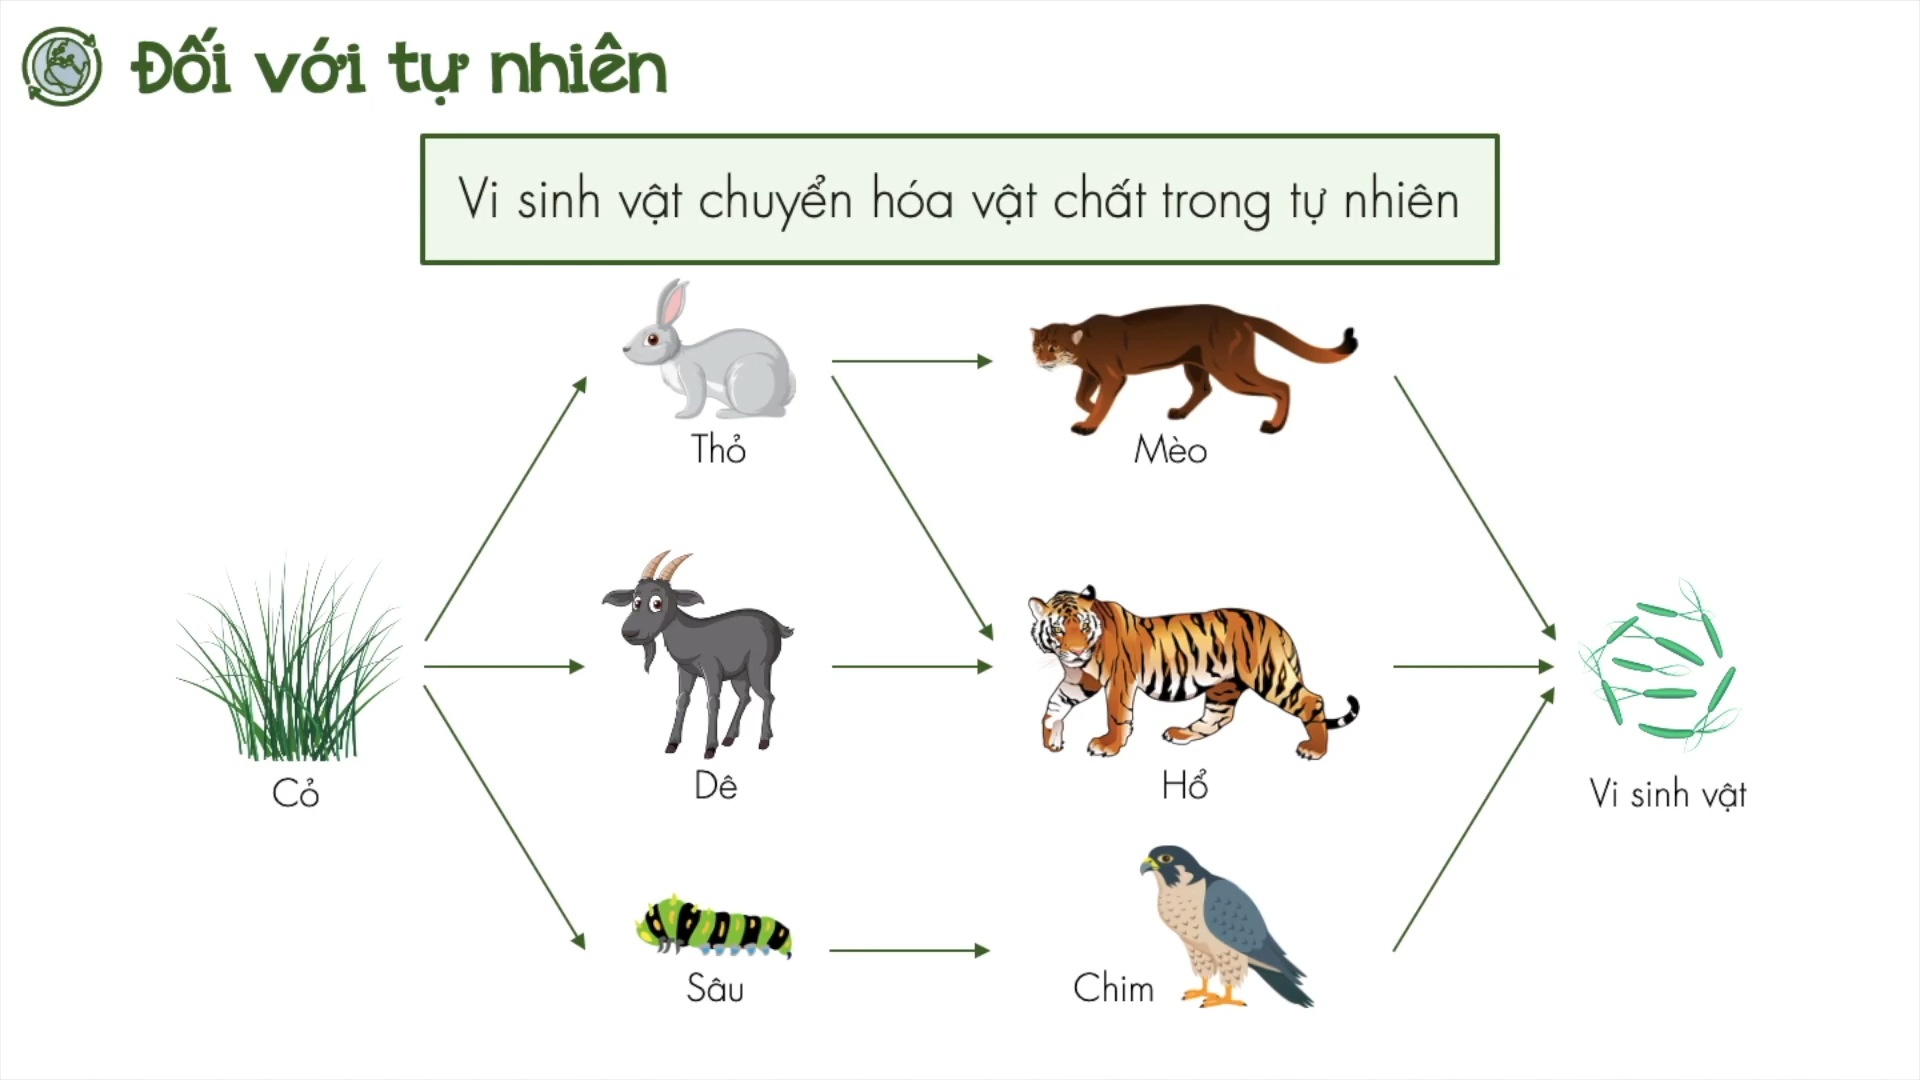 Đối với tự nhiên
Vi sinh vật chuyển hóa vật chất trong tự nhiên
Thỏ
Mèo
Cỏ
Dê
Hổ
Vi sinh vật
Sâu
Chim